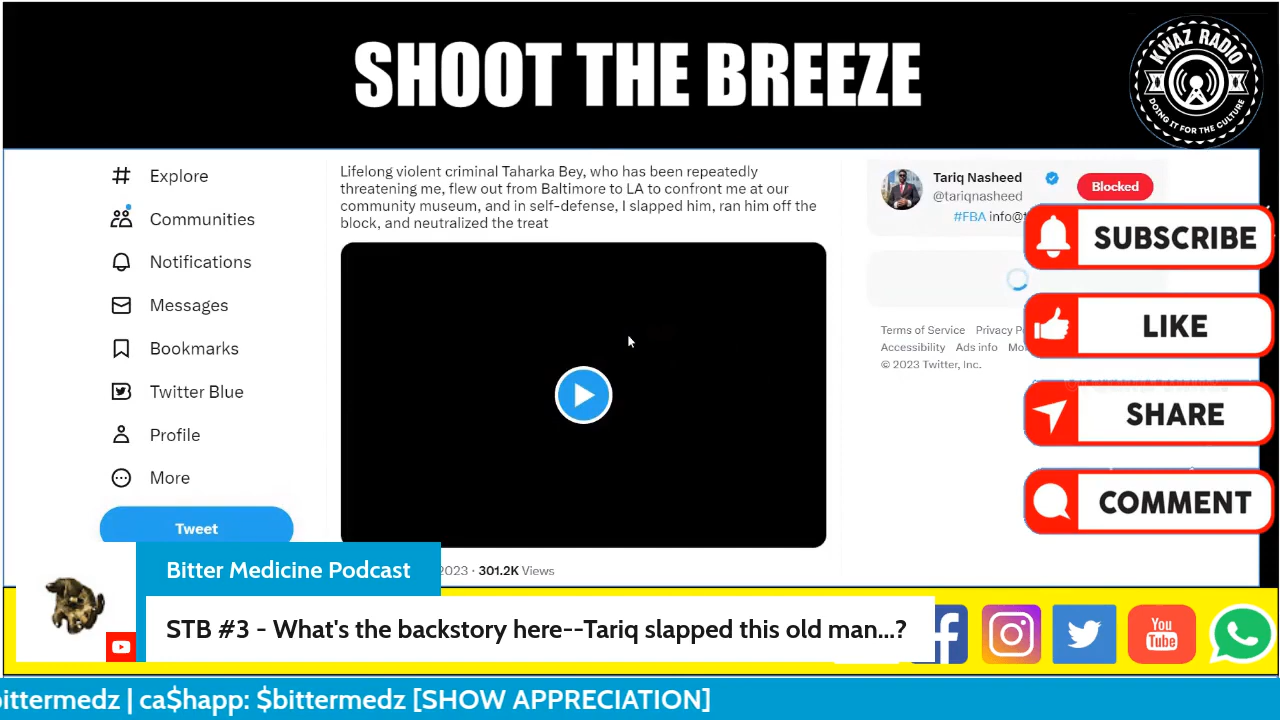 SHOOT THE BREEZE
KWAZ RADIO
DOING IT FOR THE CULTURE
Explore
Communities
Notifications
Messages
Bookmarks
Twitter Blue
Profile
More
Tweet
Lifelong violent criminal Taharka Bey, who has been repeatedly
threatening me, flew out from Baltimore to LA to confront me at our
community museum, and in self-defense, I slapped him, ran him off the
block, and neutralized the treat
2023 · 301.2K Views
Tariq Nasheed
@tariqnasheed
Blocked
#FBA info@t
Terms of Service Privacy Po
Accessibility Ads info Mo
© 2023 Twitter, Inc.
SUBSCRIBE
LIKE
SHARE
COMMENT
Bitter Medicine Podcast
STB #3 - What's the backstory here--Tariq slapped this old man...?
You
Tube
bittermedz | ca$happ: $bittermedz [SHOW APPRECIATION]